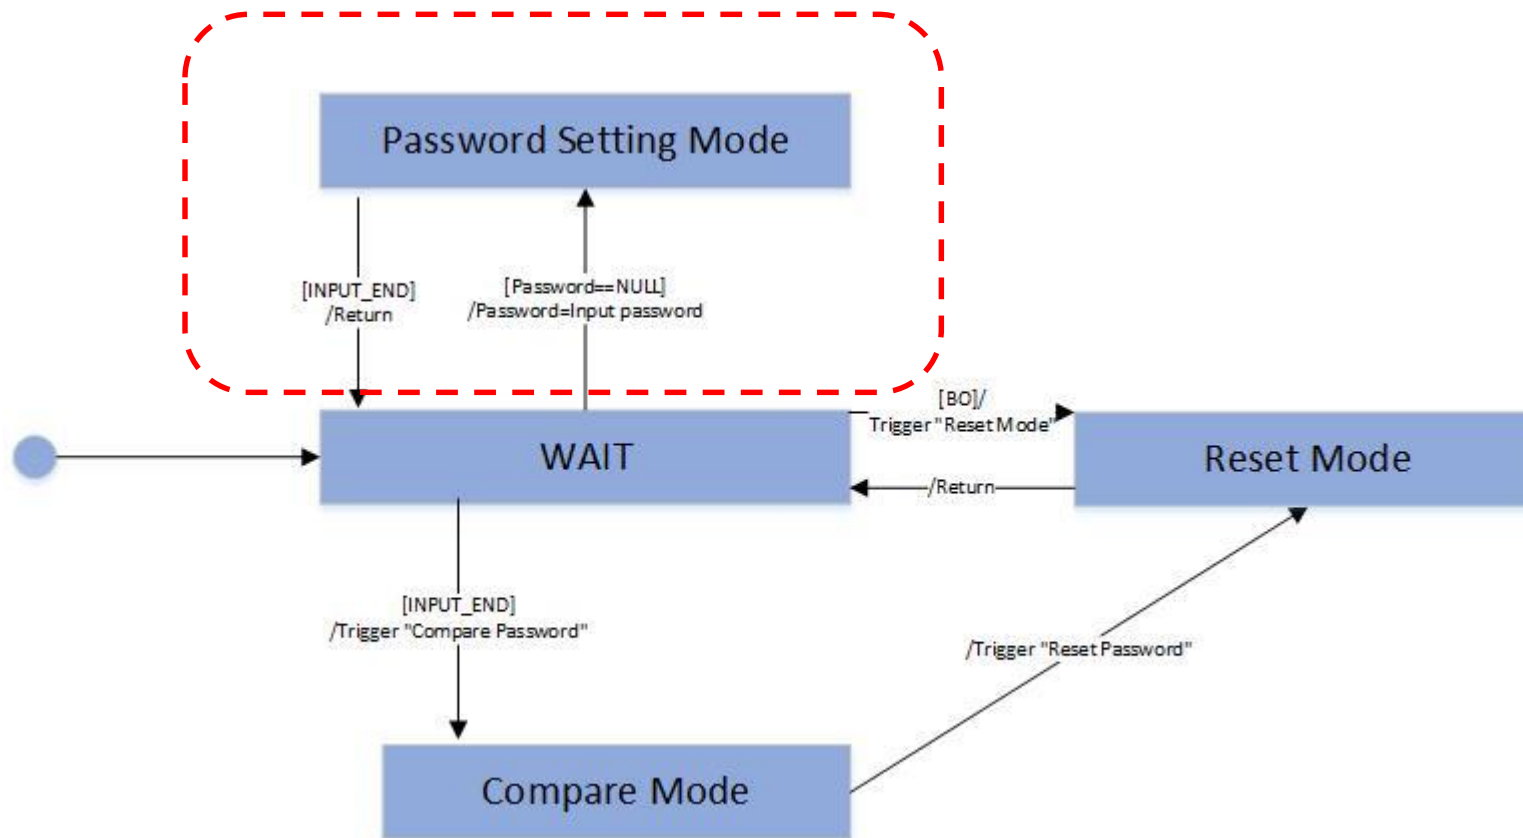 Password Setting Mode
[INPUT_END]
/Return
[Password==NULL]
/Password=Input password
[BO]/
Trigger "Reset Mode"
WAIT
Reset Mode
/Return
[INPUT_END]
/Trigger "Compare Password"
/Trigger "Reset Password"
Compare Mode